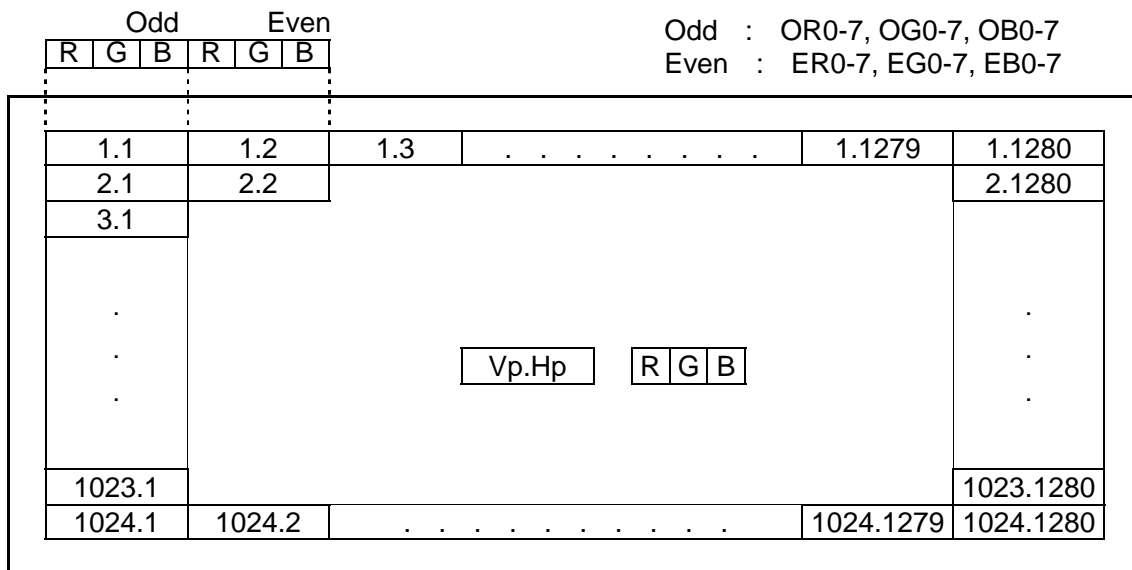 Odd Even
R G B R G B
Odd : OR0-7, OG0-7, OB0-7
Even : ER0-7, EG0-7, EB0-7
1.1 1.2 1.3 . . . . . . . . 1.1279 1.1280
2.1 2.2 2.1280
3.1
. .
. .
Vp.Hp R G B
. .
1023.1 1023.1280
1024.1 1024.2 . . . . . . . . . . 1024.1279 1024.1280